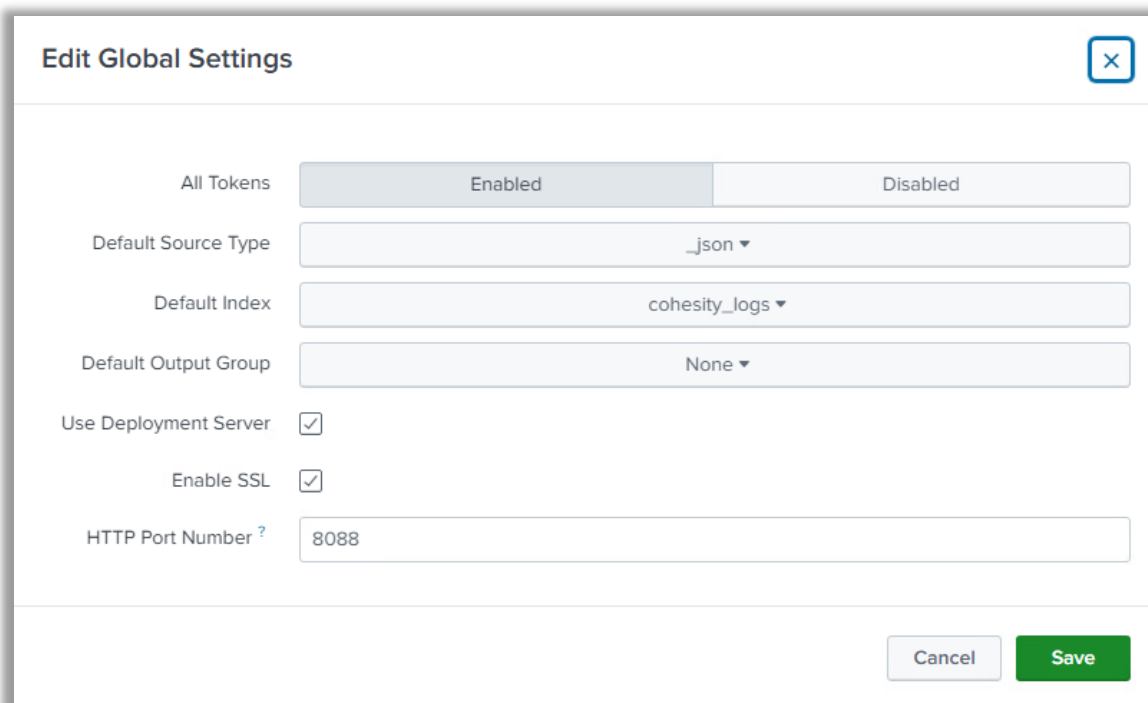 Edit Global Settings
All Tokens Enabled Disabled
Default Source Type _json
Default Index cohesity_logs
Default Output Group None
Use Deployment Server
Enable SSL
HTTP Port Number ? 8088
Cancel Save